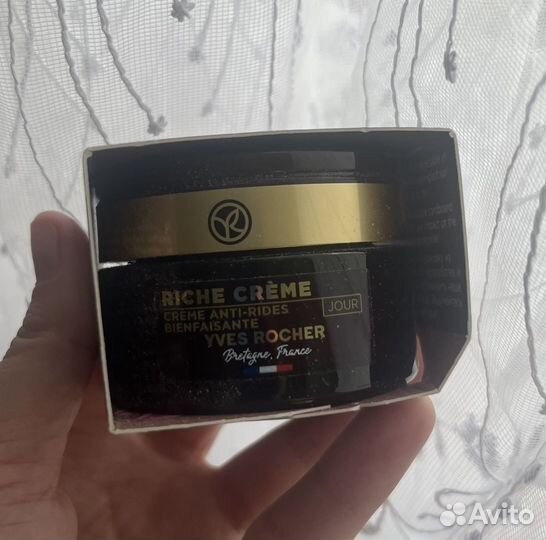 RICHE CRÈME
CRÈME ANTI-RIDES
BIENFAISANTE
JOUR
YVES ROCHER
Bretagne, France
Avito